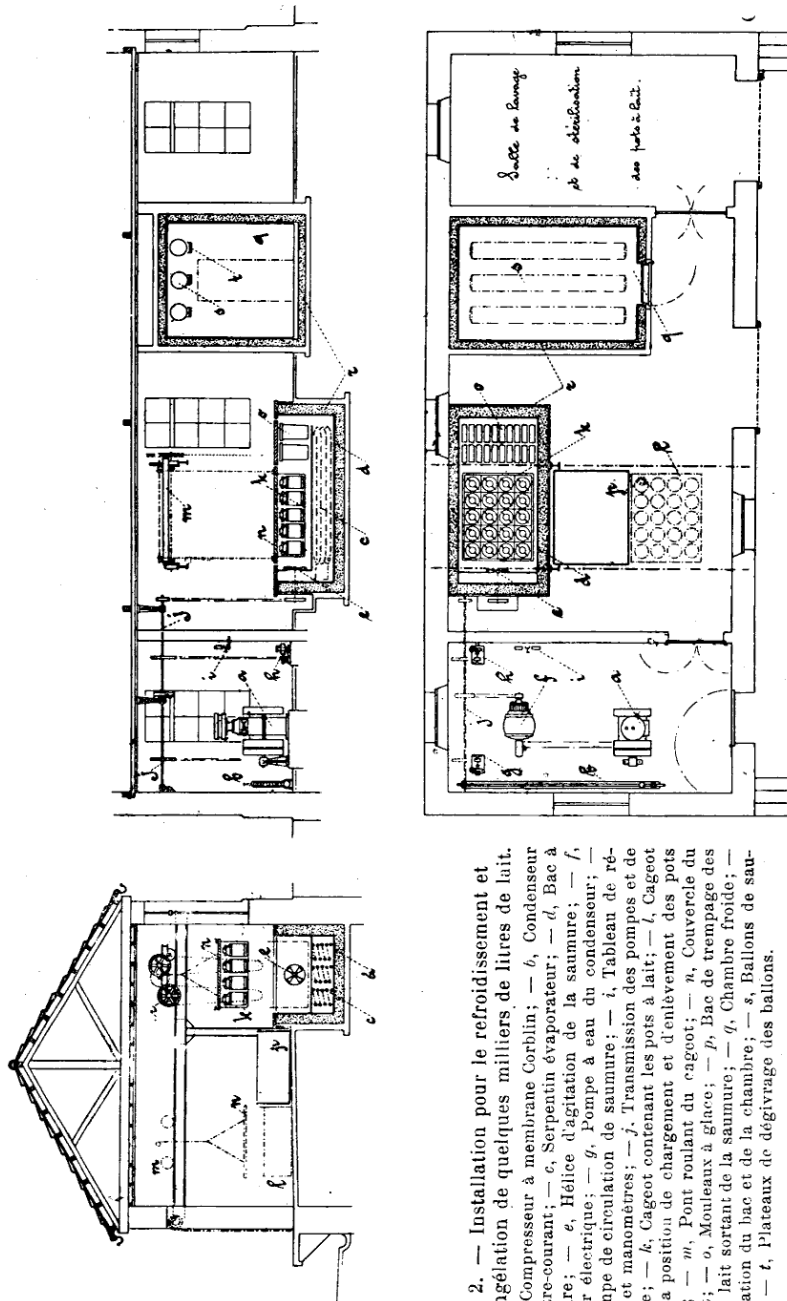 m
n
l
p
r
k
n
e
c
b
j
b
a
i
h
j
m
n
k
o
e
c
d
r
s
t
q
g
j
h
f
i
b
a
e
d
p
l
k
o
r
s
q
Salle de lavage
et de stérilisation
des pots à lait.
2. — Installation pour le refroidissement et
ngélation de quelques milliers de litres de lait.
Compresseur à membrane Corblin; — b, Condenseur
tre-courant; — c, Serpentin évaporateur; — d, Bac à
re; — e, Hélice d'agitation de la saumure; — f,
r électrique; — g, Pompe à eau du condenseur; —
mpe de circulation de saumure; — i, Tableau de ré-
et manomètres; — j. Transmission des pompes et de
e; — k, Cageot contenant les pots à lait; — l, Cageot
a position de chargement et d'enlèvement des pots
; — m, Pont roulant du cageot; — n, Couvercle du
s; — o, Mouleaux à glace; — p, Bac de trempage des
lait sortant de la saumure; — q, Chambre froide; —
ation du bac et de la chambre; — s, Ballons de sau-
— t, Plateaux de dégivrage des ballons.